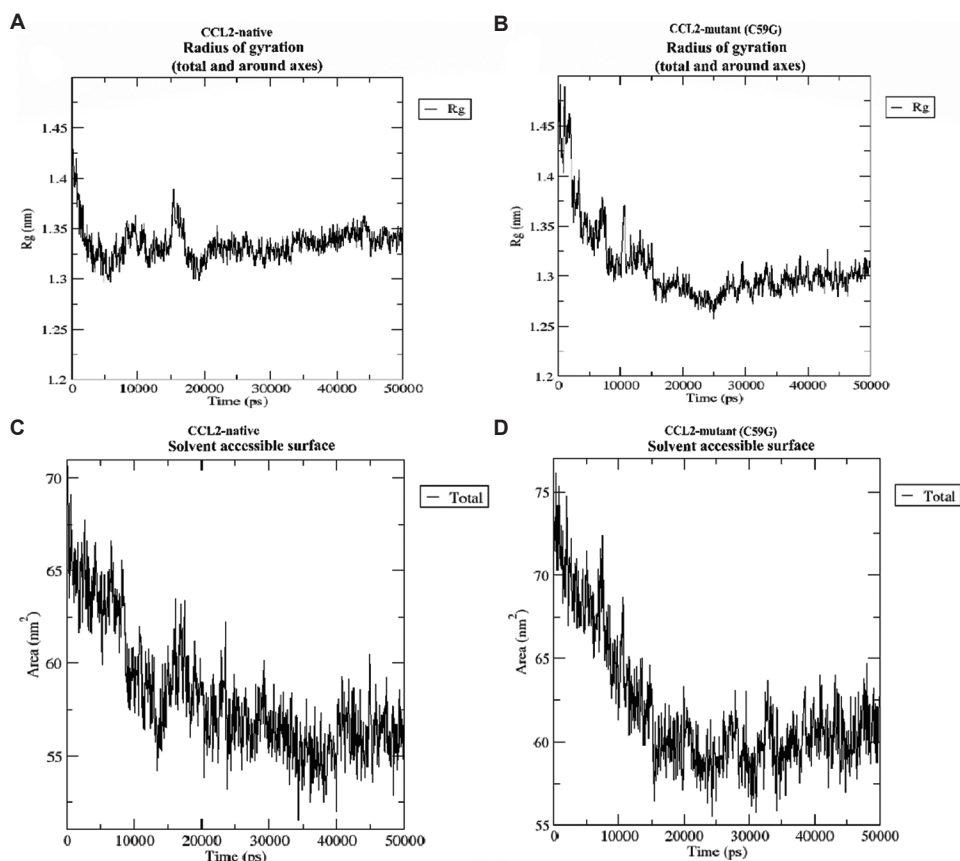 A
CCL2-native
Radius of gyration
(total and around axes)
Rg
1.45
1.4
1.35
1.3
1.25
1.2
Rg (nm)
0 10000 20000 30000 40000 50000
Time (ps)
B
CCL2-mutant (C59G)
Radius of gyration
(total and around axes)
Rg
1.45
1.4
1.35
1.3
1.25
1.2
Rg (nm)
0 10000 20000 30000 40000 50000
Time (ps)
C
CCL2-native
Solvent accessible surface
Total
70
65
60
55
Area (nm2)
0 10000 20000 30000 40000 50000
Time (ps)
D
CCL2-mutant (C59G)
Solvent accessible surface
Total
75
70
65
60
55
Area (nm2)
0 10000 20000 30000 40000 50000
Time (ps)